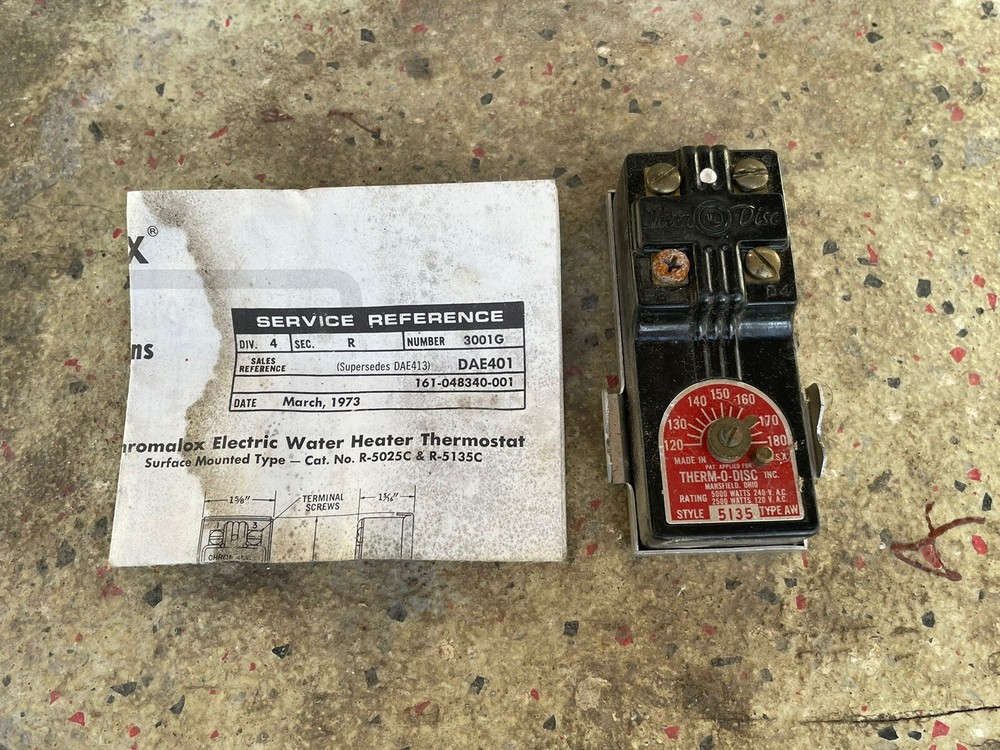 X®
ns
SERVICE REFERENCE
DIV. 4 SEC. R NUMBER 3001G
SALES REFERENCE (Supersedes DAE413) DAE401
161-048340-001
DATE March, 1973
hromalox Electric Water Heater Thermostat
Surface Mounted Type — Cat. No. R-5025C & R-5135C
1⅝"
TERMINAL
SCREWS
1 3
Disc
UL
120 130 140 150 160 170 180
MADE IN U.S.A.
PAT. APPLIED FOR
THERM-O-DISC INC.
MANSFIELD, OHIO
RATING 5000 WATTS 240 V. A.C.
2500 WATTS 120 V. A.C.
STYLE 5135 TYPE AW